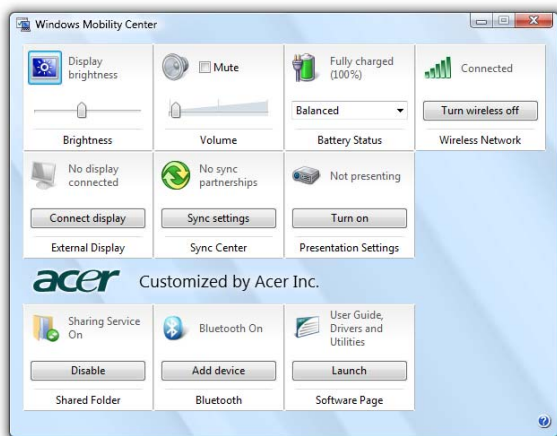 Windows Mobility Center
Display
brightness
Brightness
Mute
Volume
Fully charged
(100%)
Balanced
Battery Status
Connected
Turn wireless off
Wireless Network
No display
connected
Connect display
External Display
No sync
partnerships
Sync settings
Sync Center
Not presenting
Turn on
Presentation Settings
acer Customized by Acer Inc.
Sharing Service
On
Disable
Shared Folder
Bluetooth On
Add device
Bluetooth
User Guide,
Drivers and
Utilities
Launch
Software Page
?